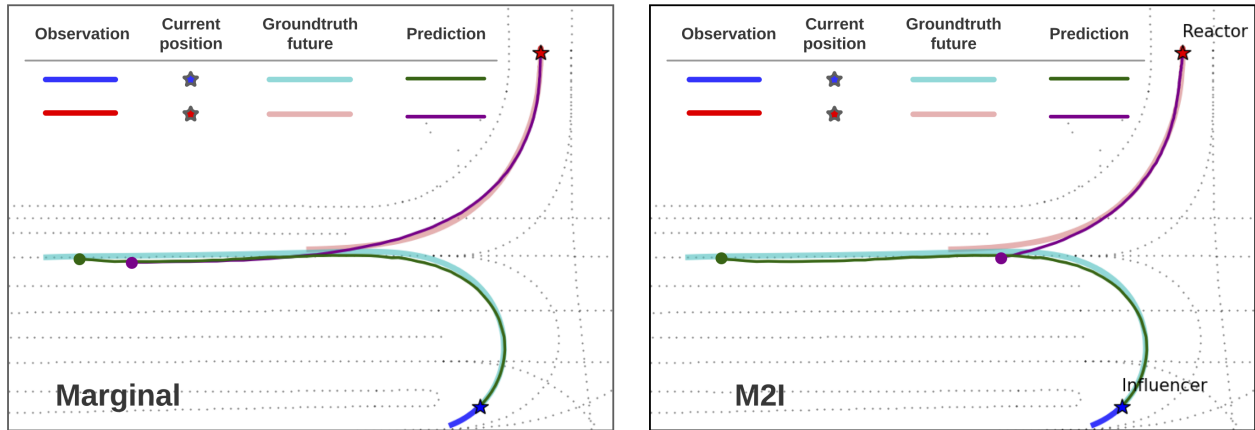 Observation
Current
position
Groundtruth
future
Prediction
Marginal
Observation
Current
position
Groundtruth
future
Prediction
Reactor
Influencer
M2I